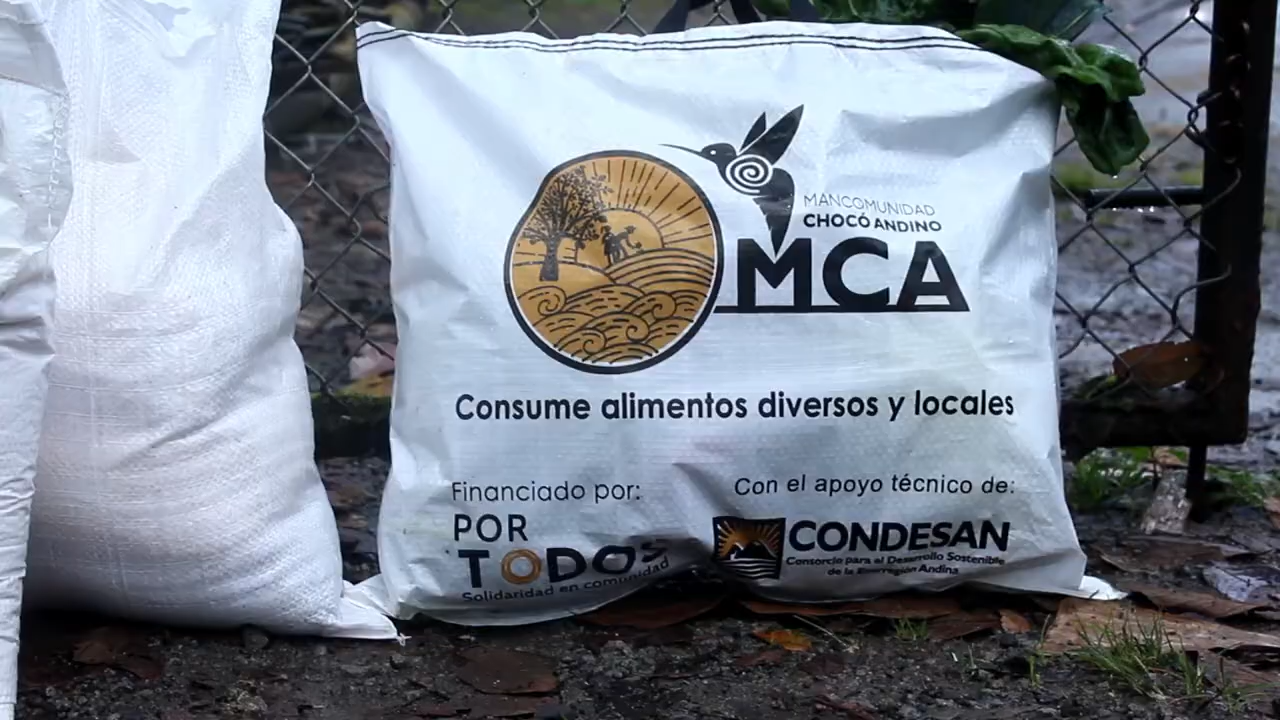 MANCOMUNIDAD
CHOCÓ ANDINO
MCA
Consume alimentos diversos y locales
Financiado por:
POR
TODOS
Solidaridad en comunidad
Con el apoyo técnico de:
CONDESAN
Consorcio para el Desarrollo Sostenible
de la Ecorregión Andina